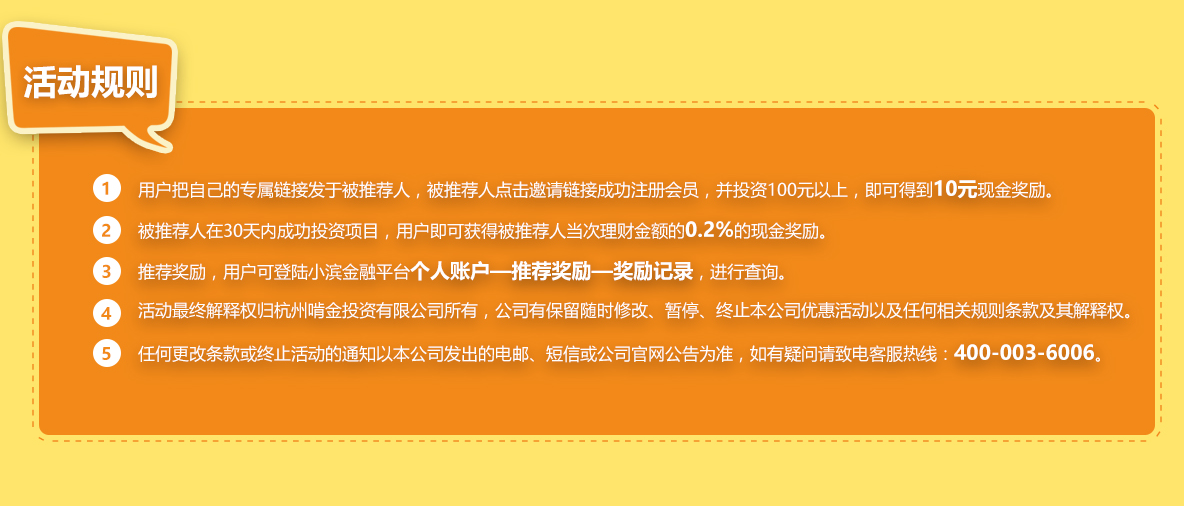 活动规则
1 用户把自己的专属链接发于被推荐人，被推荐人点击邀请链接成功注册会员，并投资100元以上，即可得到10元现金奖励。
2 被推荐人在30天内成功投资项目，用户即可获得被推荐人当次理财金额的0.2%的现金奖励。
3 推荐奖励，用户可登陆小滨金融平台个人账户—推荐奖励—奖励记录，进行查询。
4 活动最终解释权归杭州啃金投资有限公司所有，公司有保留随时修改、暂停、终止本公司优惠活动以及任何相关规则条款及其解释权。
5 任何更改条款或终止活动的通知以本公司发出的电邮、短信或公司官网公告为准，如有疑问请致电客服热线：400-003-6006。